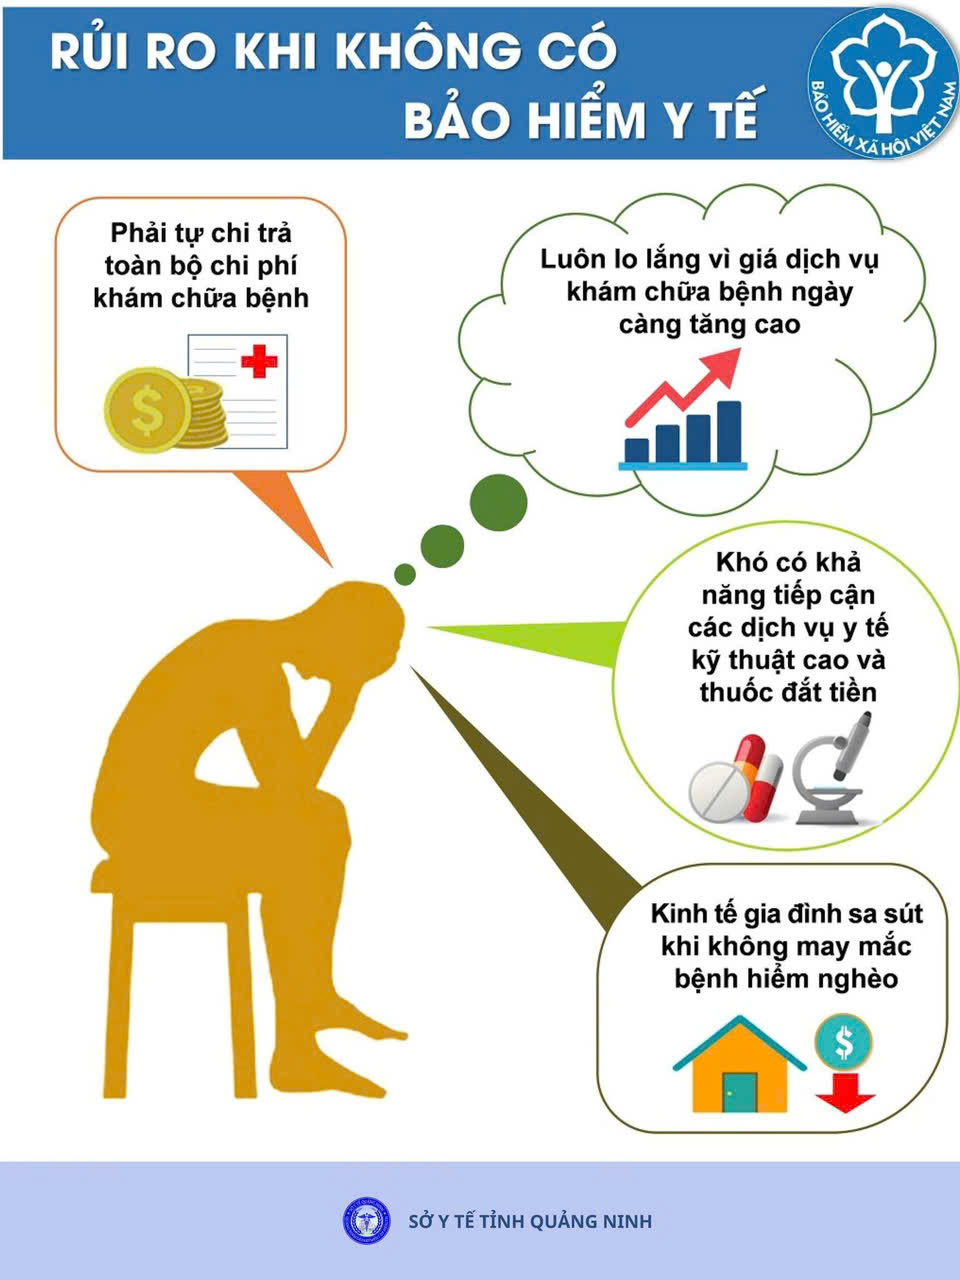 RỦI RO KHI KHÔNG CÓ
BẢO HIỂM Y TẾ
BẢO HIỂM XÃ HỘI VIỆT NAM
Phải tự chi trả
toàn bộ chi phí
khám chữa bệnh
$
Luôn lo lắng vì giá dịch vụ
khám chữa bệnh ngày
càng tăng cao
Khó có khả
năng tiếp cận
các dịch vụ y tế
kỹ thuật cao và
thuốc đắt tiền
Kinh tế gia đình sa sút
khi không may mắc
bệnh hiểm nghèo
$
SỞ Y TẾ TỈNH QUẢNG NINH